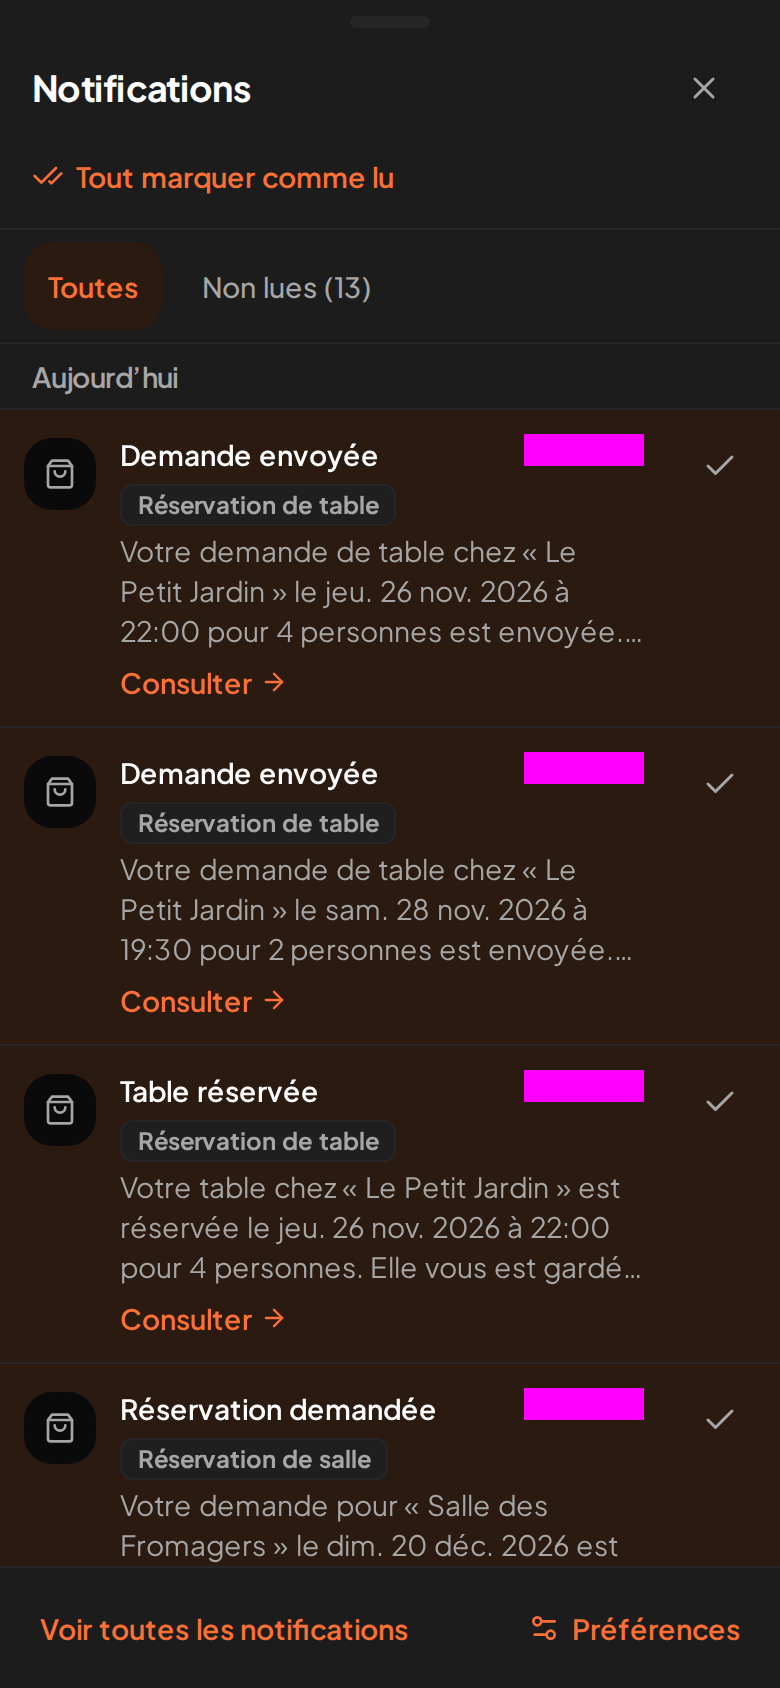 Notifications
Tout marquer comme lu
Toutes
Non lues (13)
Aujourd’hui
Demande envoyée
Réservation de table
Votre demande de table chez « Le
Petit Jardin » le jeu. 26 nov. 2026 à
22:00 pour 4 personnes est envoyée.…
Consulter
Demande envoyée
Réservation de table
Votre demande de table chez « Le
Petit Jardin » le sam. 28 nov. 2026 à
19:30 pour 2 personnes est envoyée.…
Consulter
Table réservée
Réservation de table
Votre table chez « Le Petit Jardin » est
réservée le jeu. 26 nov. 2026 à 22:00
pour 4 personnes. Elle vous est gardé…
Consulter
Réservation demandée
Réservation de salle
Votre demande pour « Salle des
Fromagers » le dim. 20 déc. 2026 est
Voir toutes les notifications
Préférences